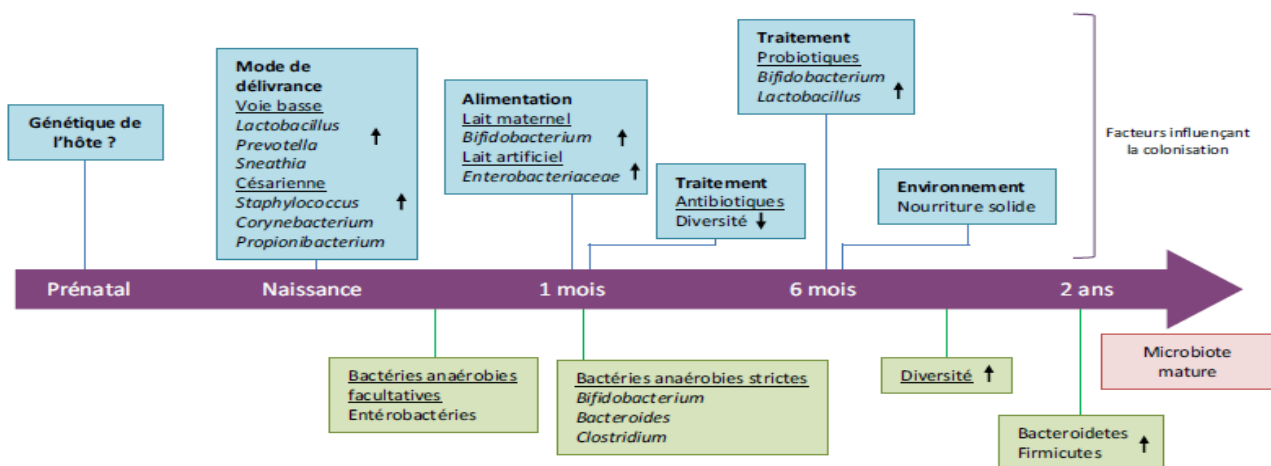 Génétique de
l'hôte ?
Mode de
délivrance
Voie basse
Lactobacillus
Prevotella
Sneathia
Césarienne
Staphylococcus
Corynebacterium
Propionibacterium
Alimentation
Lait maternel
Bifidobacterium
Lait artificiel
Enterobacteriaceae
Traitement
Antibiotiques
Diversité
Traitement
Probiotiques
Bifidobacterium
Lactobacillus
Environnement
Nourriture solide
Facteurs influençant
la colonisation
Prénatal
Naissance
1 mois
6 mois
2 ans
Bactéries anaérobies
facultatives
Entérobactéries
Bactéries anaérobies strictes
Bifidobacterium
Bacteroides
Clostridium
Diversité
Bacteroidetes
Firmicutes
Microbiote
mature